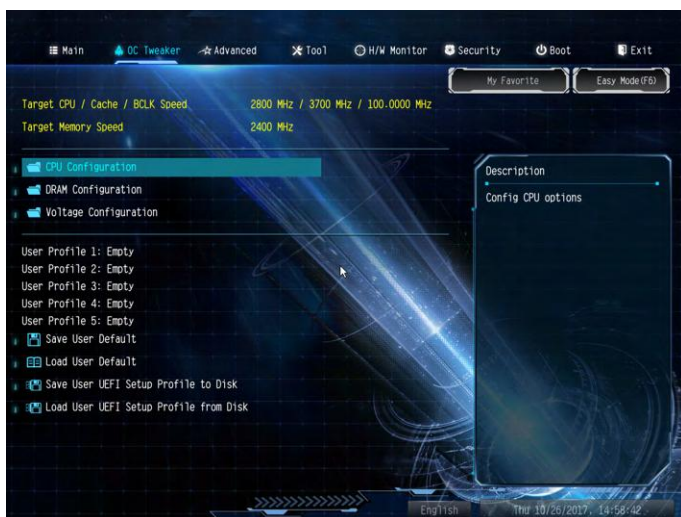 Main OC Tweaker Advanced Tool H/W Monitor Security Boot Exit
My Favorite Easy Mode(F6)
Target CPU / Cache / BCLK Speed 2800 MHz / 3700 MHz / 100.0000 MHz
Target Memory Speed 2400 MHz
CPU Configuration
DRAM Configuration
Voltage Configuration
Description
Config CPU options
User Profile 1: Empty
User Profile 2: Empty
User Profile 3: Empty
User Profile 4: Empty
User Profile 5: Empty
Save User Default
Load User Default
Save User UEFI Setup Profile to Disk
Load User UEFI Setup Profile from Disk
English Thu 10/26/2017, 14:58:42